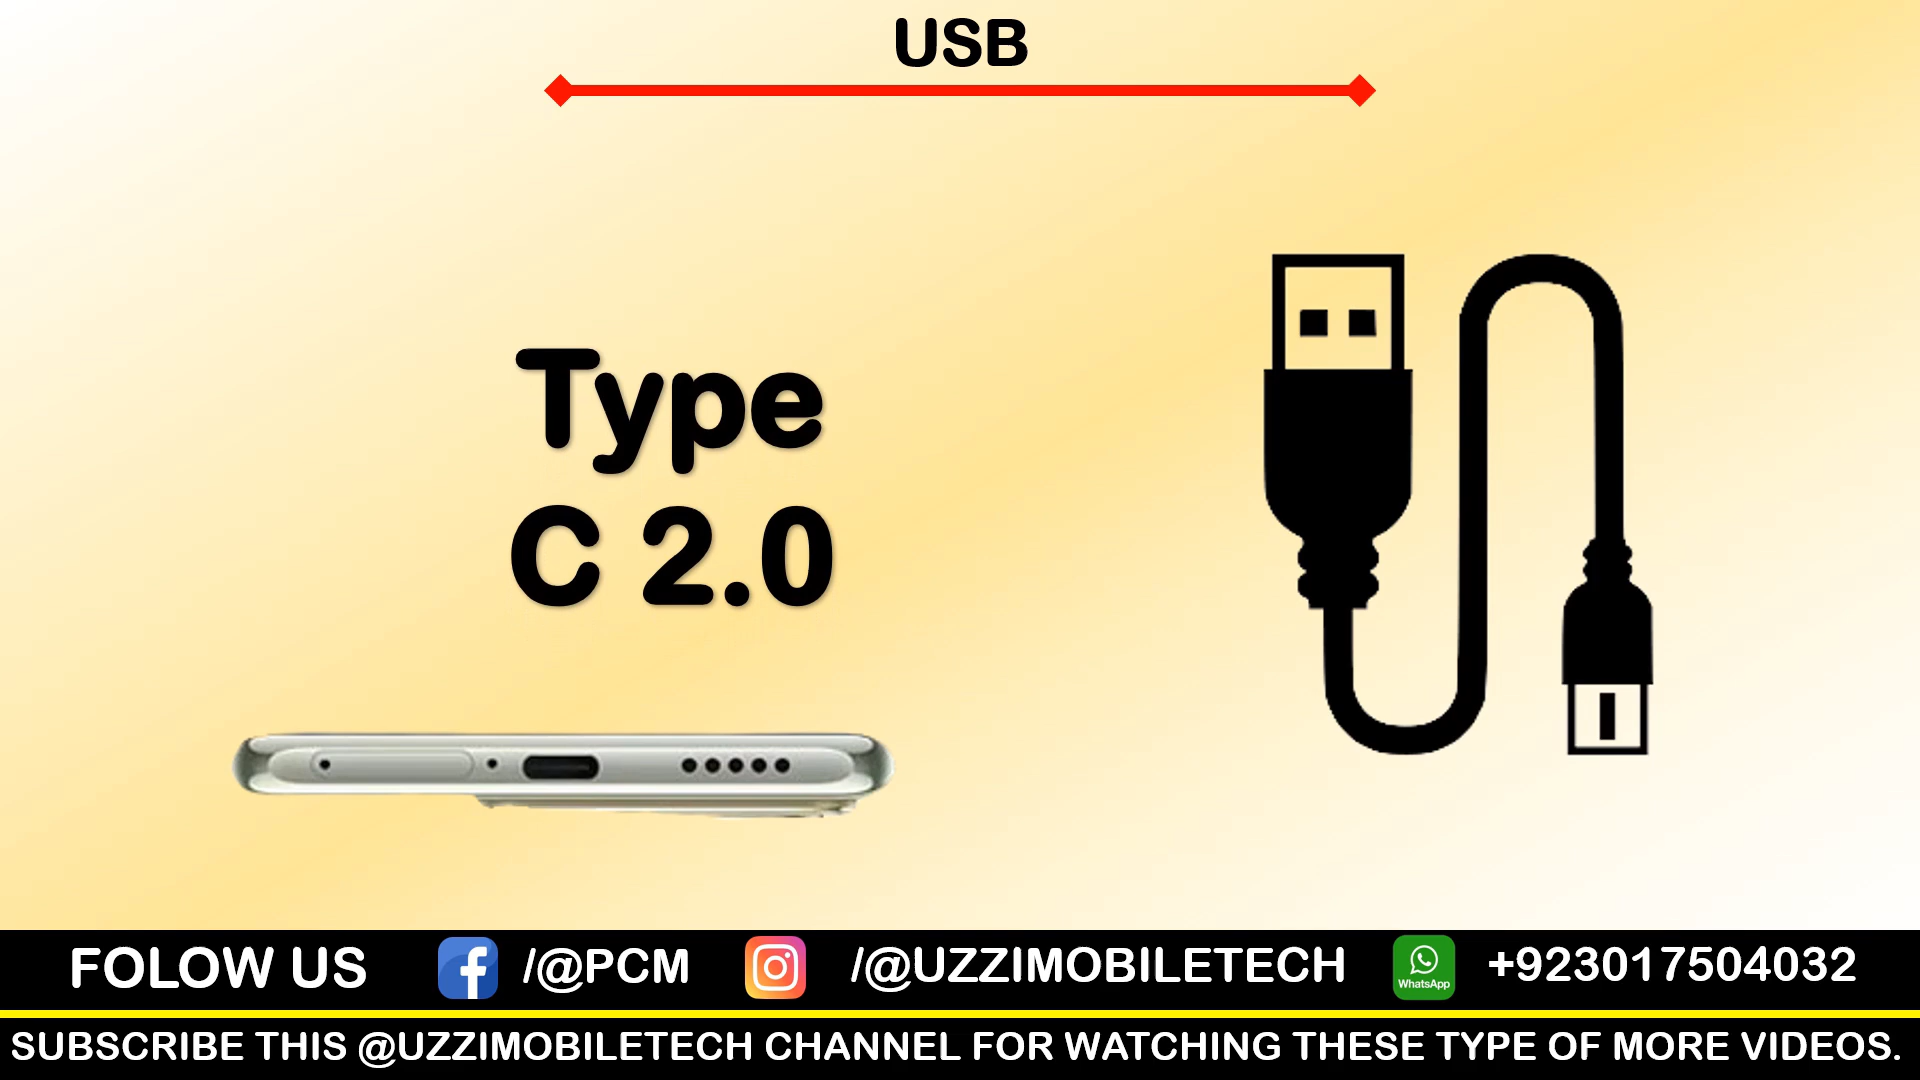 USB
Type
C 2.0
FOLOW US /@PCM /@UZZIMOBILETECH WhatsApp +923017504032
SUBSCRIBE THIS @UZZIMOBILETECH CHANNEL FOR WATCHING THESE TYPE OF MORE VIDEOS.